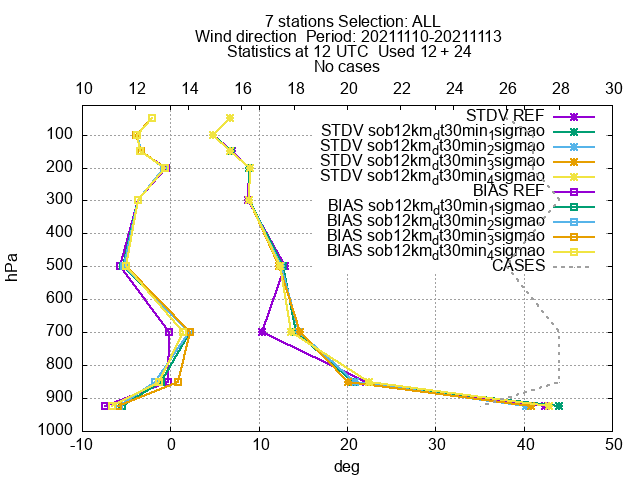 7 stations Selection: ALL
Wind direction  Period: 20211110-20211113
Statistics at 12 UTC  Used 12 + 24
No cases
10 12 14 16 18 20 22 24 26 28 30
STDV REF
STDV sob12km_dt30min_1sigmao
STDV sob12km_dt30min_2sigmao
STDV sob12km_dt30min_3sigmao
STDV sob12km_dt30min_4sigmao
BIAS REF
BIAS sob12km_dt30min_1sigmao
BIAS sob12km_dt30min_2sigmao
BIAS sob12km_dt30min_3sigmao
BIAS sob12km_dt30min_4sigmao
CASES
100
200
300
400
500
600
700
800
900
1000
hPa
-10 0 10 20 30 40 50
deg